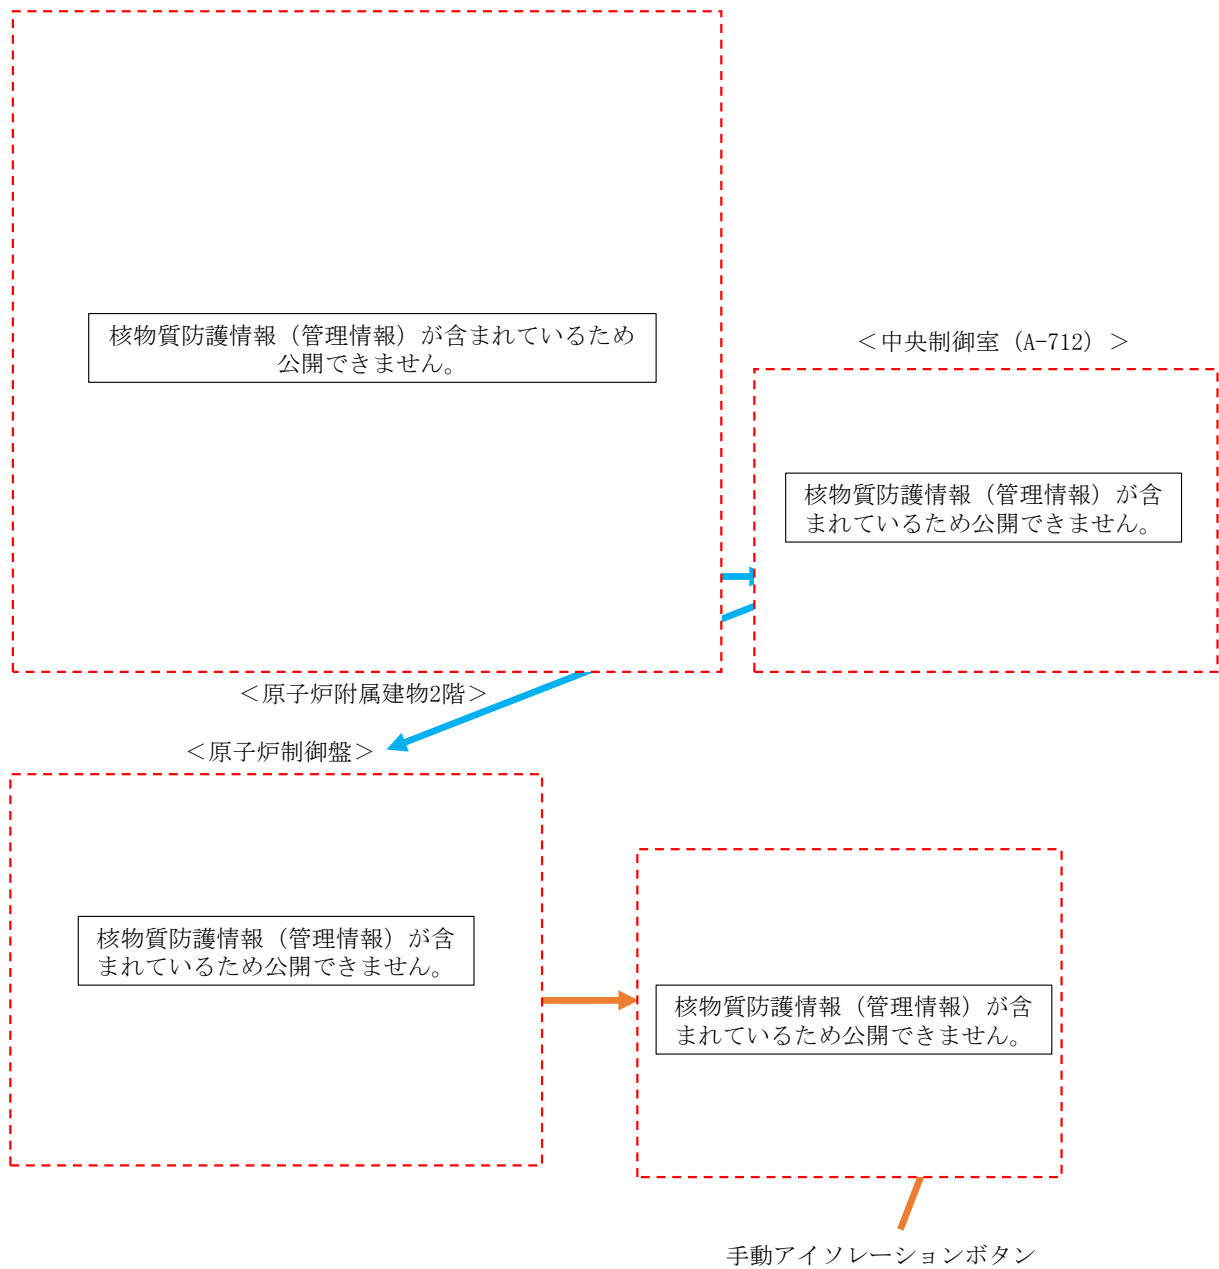 核物質防護情報（管理情報）が含まれているため
公開できません。
＜中央制御室（A-712）＞
核物質防護情報（管理情報）が含
まれているため公開できません。
＜原子炉附属建物2階＞
＜原子炉制御盤＞
核物質防護情報（管理情報）が含
まれているため公開できません。
核物質防護情報（管理情報）が含
まれているため公開できません。
手動アイソレーションボタン